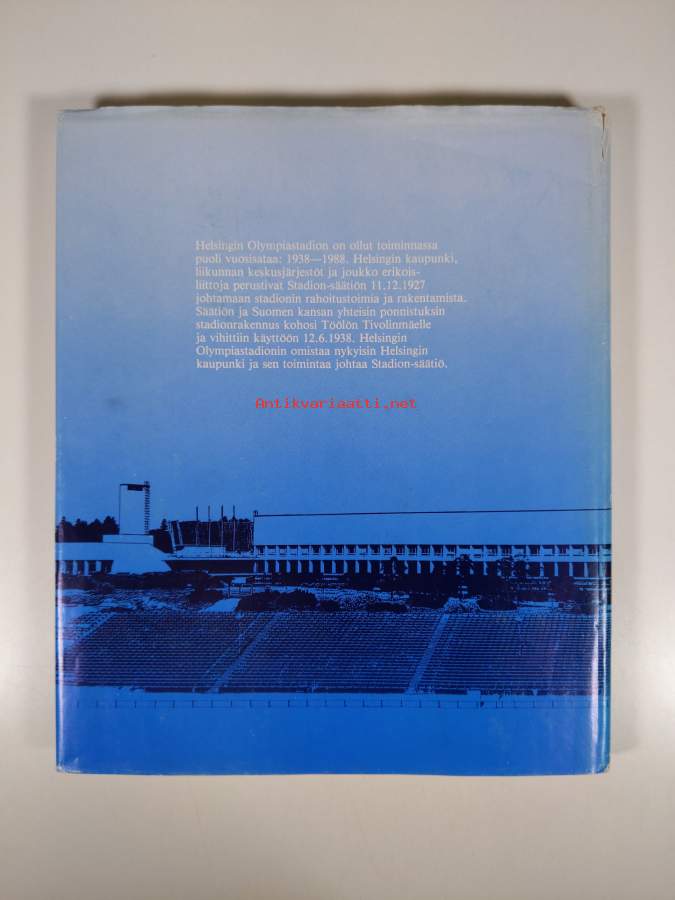 Helsingin Olympiastadion on ollut toiminnassa
puoli vuosisataa: 1938—1988. Helsingin kaupunki,
liikunnan keskusjärjestöt ja joukko erikois-
liittoja perustivat Stadion-säätiön 11.12.1927
johtamaan stadionin rahoitustoimia ja rakentamista.
Säätiön ja Suomen kansan yhteisin ponnistuksin
stadionrakennus kohosi Töölön Tivolinmäelle
ja vihittiin käyttöön 12.6.1938. Helsingin
Olympiastadionin omistaa nykyisin Helsingin
kaupunki ja sen toimintaa johtaa Stadion-säätiö.
Antikvariaatti.net